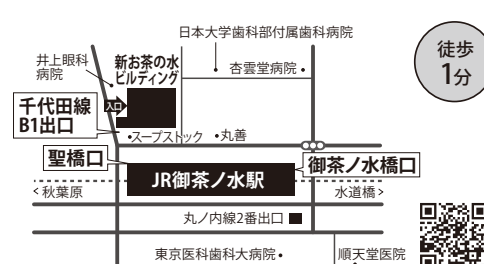 日本大学歯科部付属歯科病院
井上眼科
病院
新お茶の水
ビルディング
杏雲堂病院
徒歩
1分
千代田線
B1出口
入口
スープストック
丸善
聖橋口
JR御茶ノ水駅
御茶ノ水橋口
<秋葉原
水道橋>
丸ノ内線2番出口
東京医科歯科大病院
順天堂医院